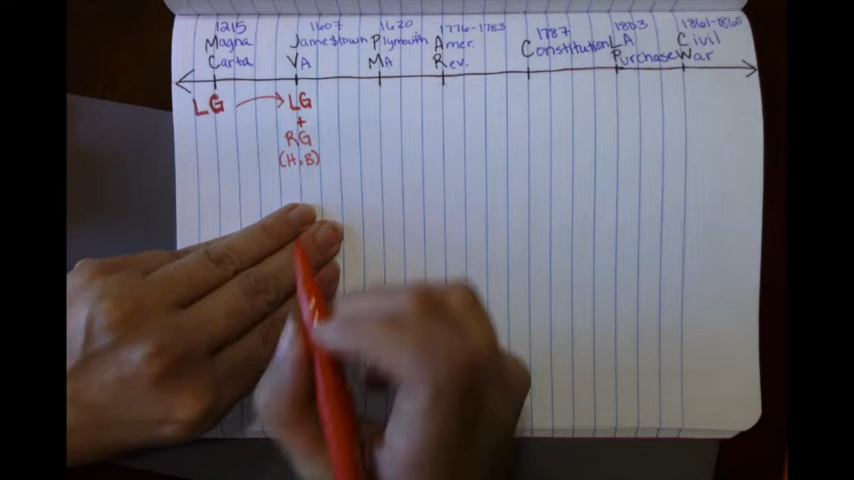 1215 1607 1620 1776-1783 1787 1803 1861-1865
Magna Jamestown Plymouth Amer. Constitution LA Civil
Carta VA MA Rev. Purchase War
LG → LG
+
RG
(H.B)